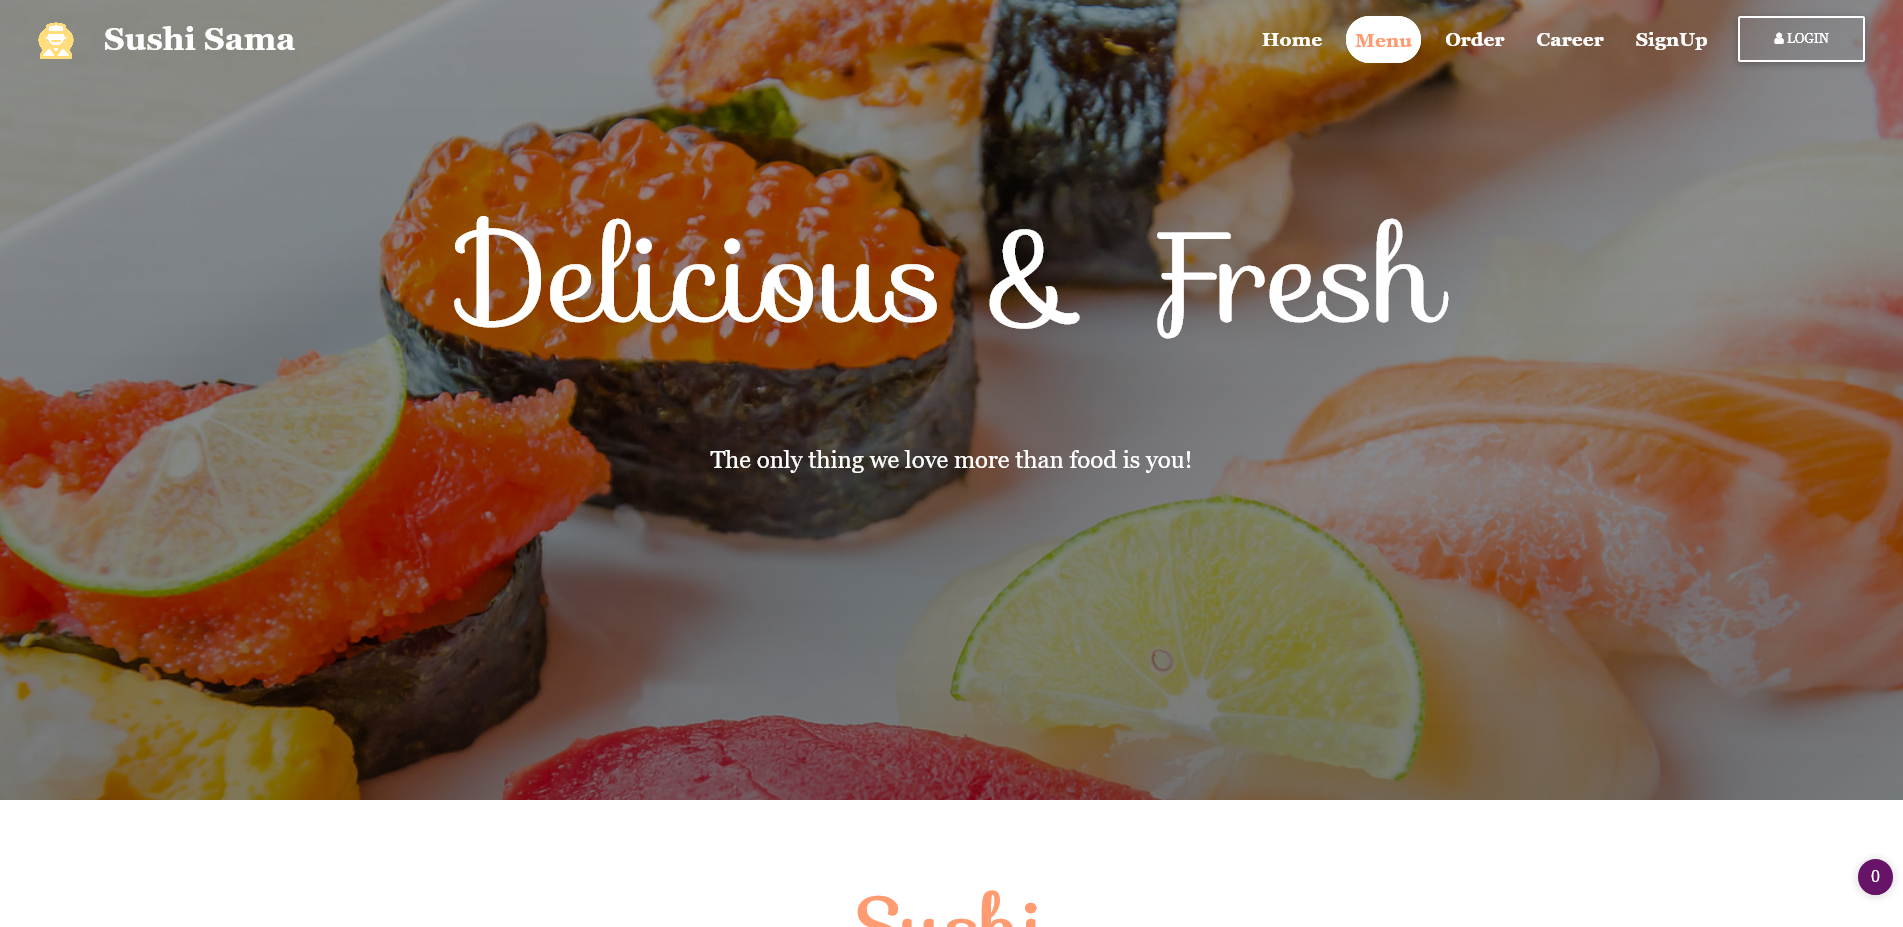 Sushi Sama
Home Menu Order Career SignUp LOGIN
Delicious & Fresh
The only thing we love more than food is you!
0
Sushi